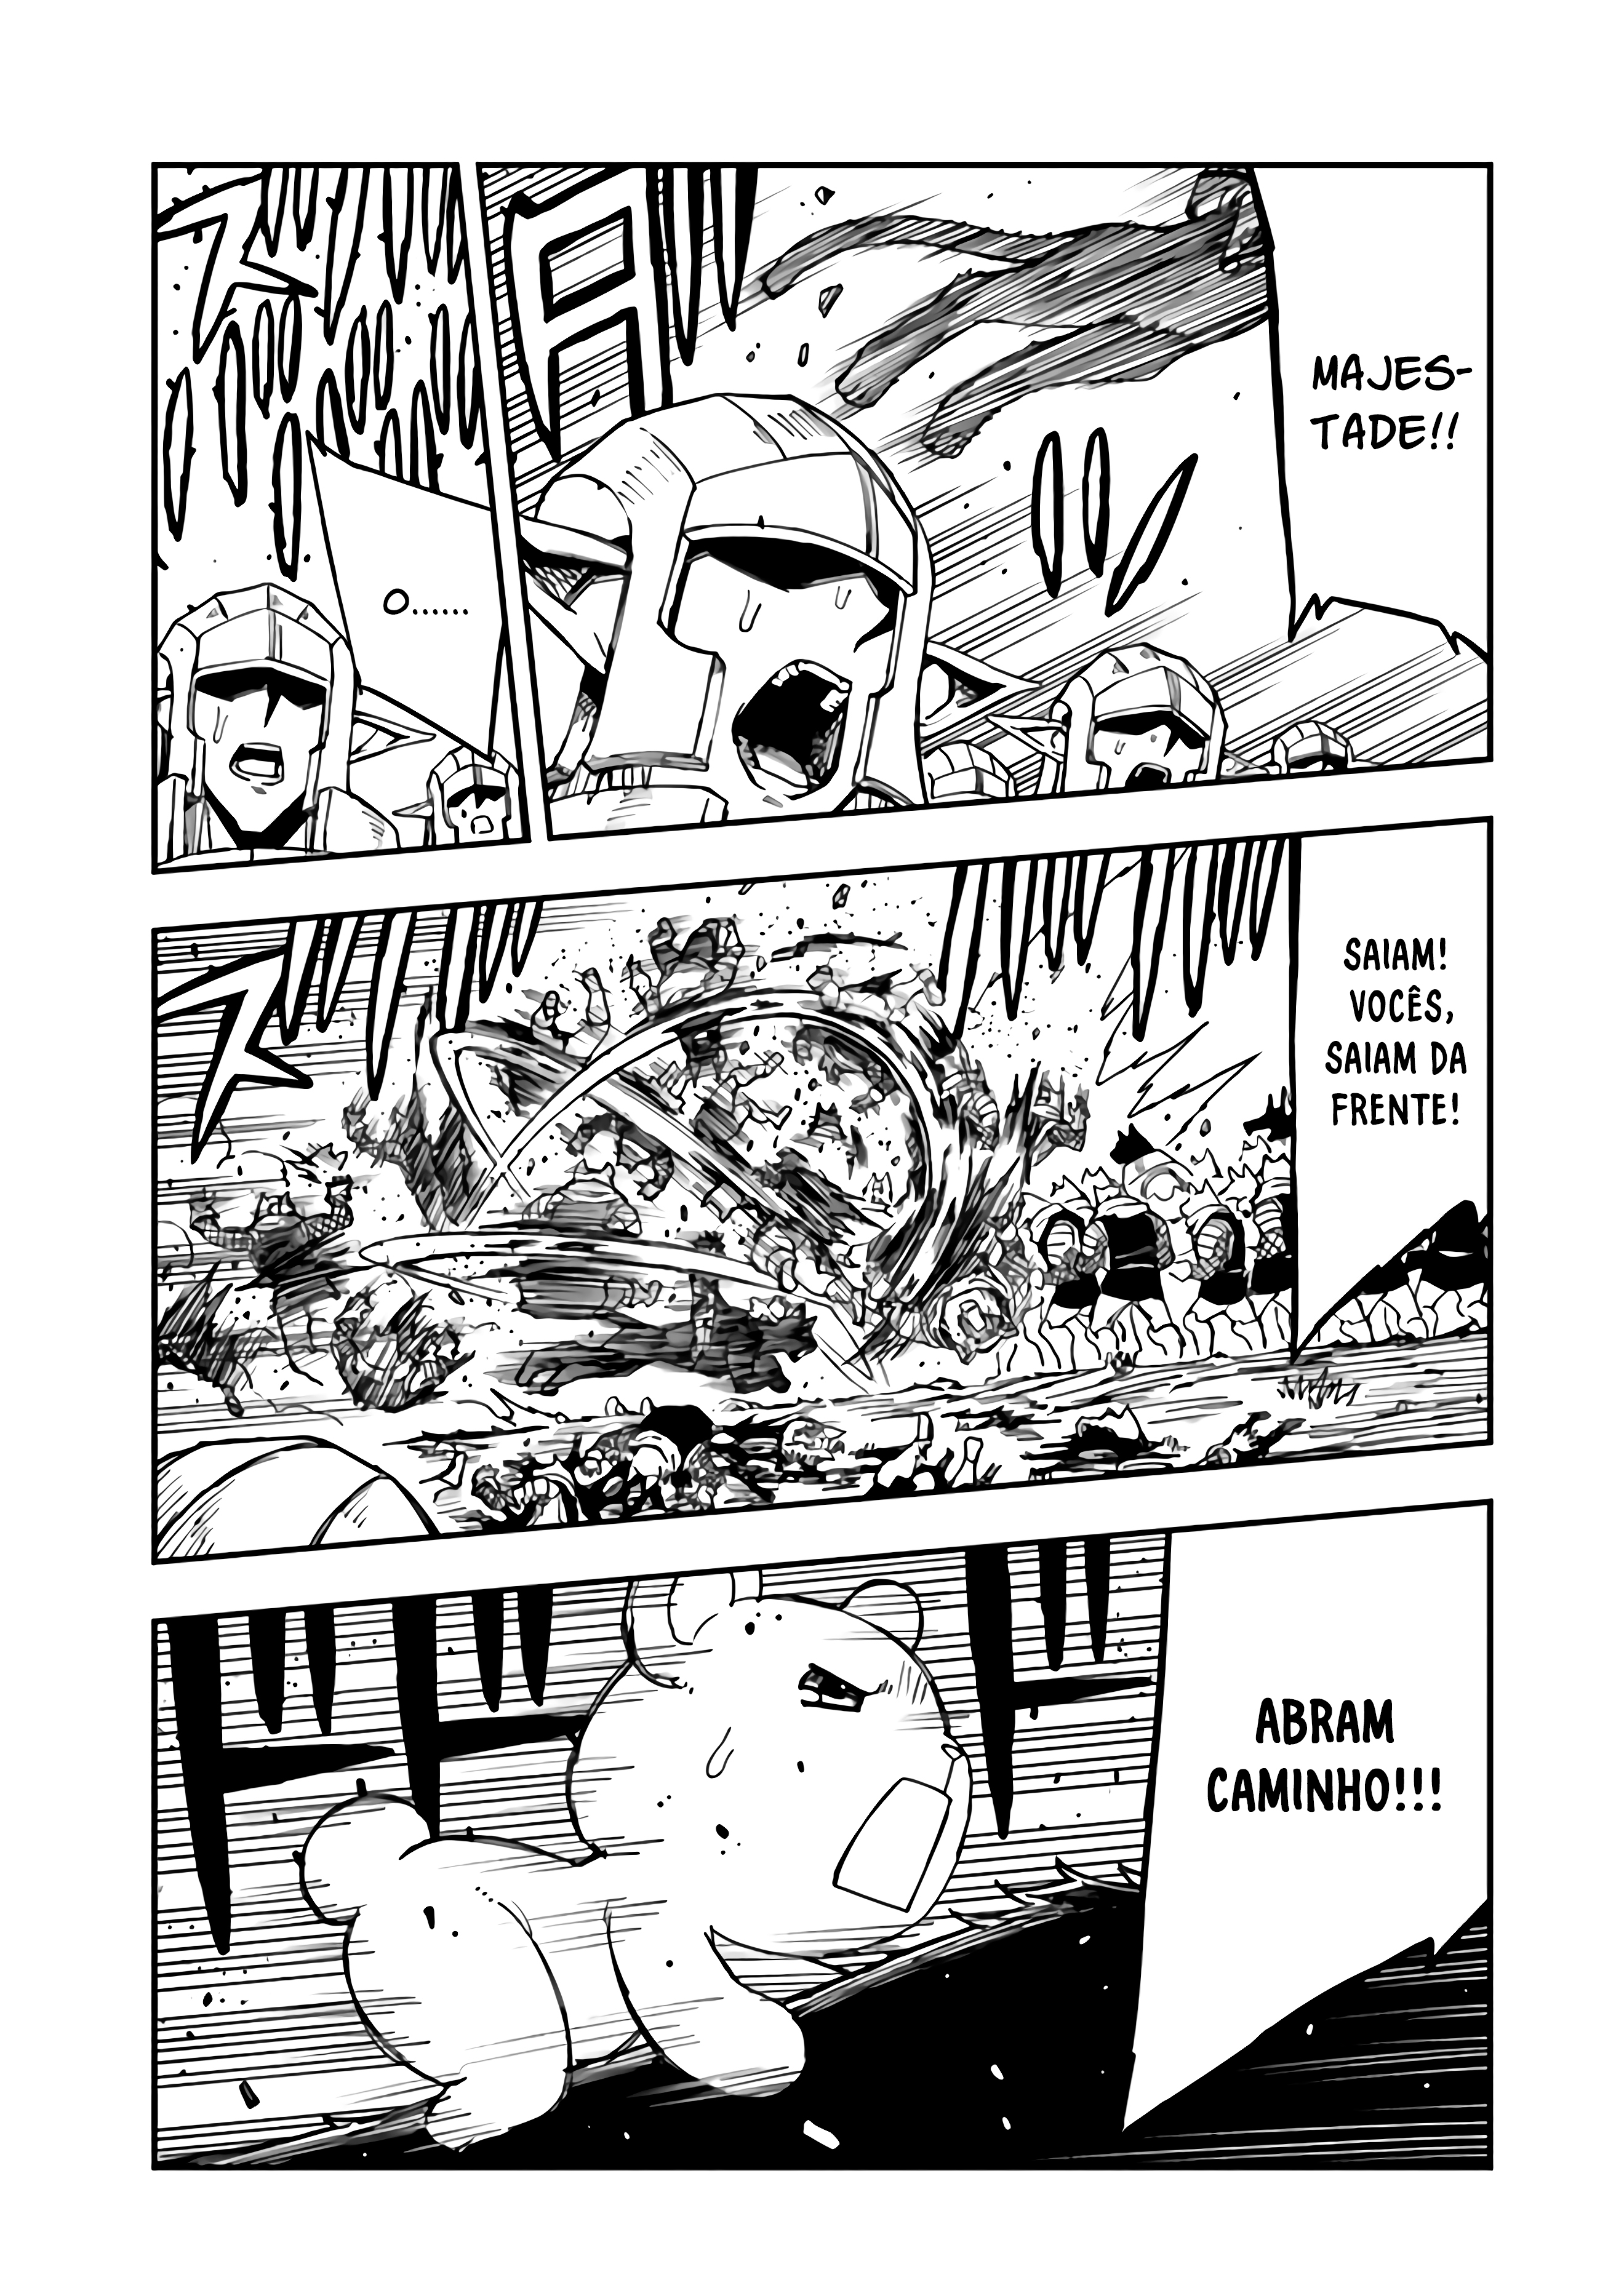 MAJES-
TADE!!
O......
SAIAM!
VOCÊS,
SAIAM DA
FRENTE!
ABRAM
CAMINHO!!!